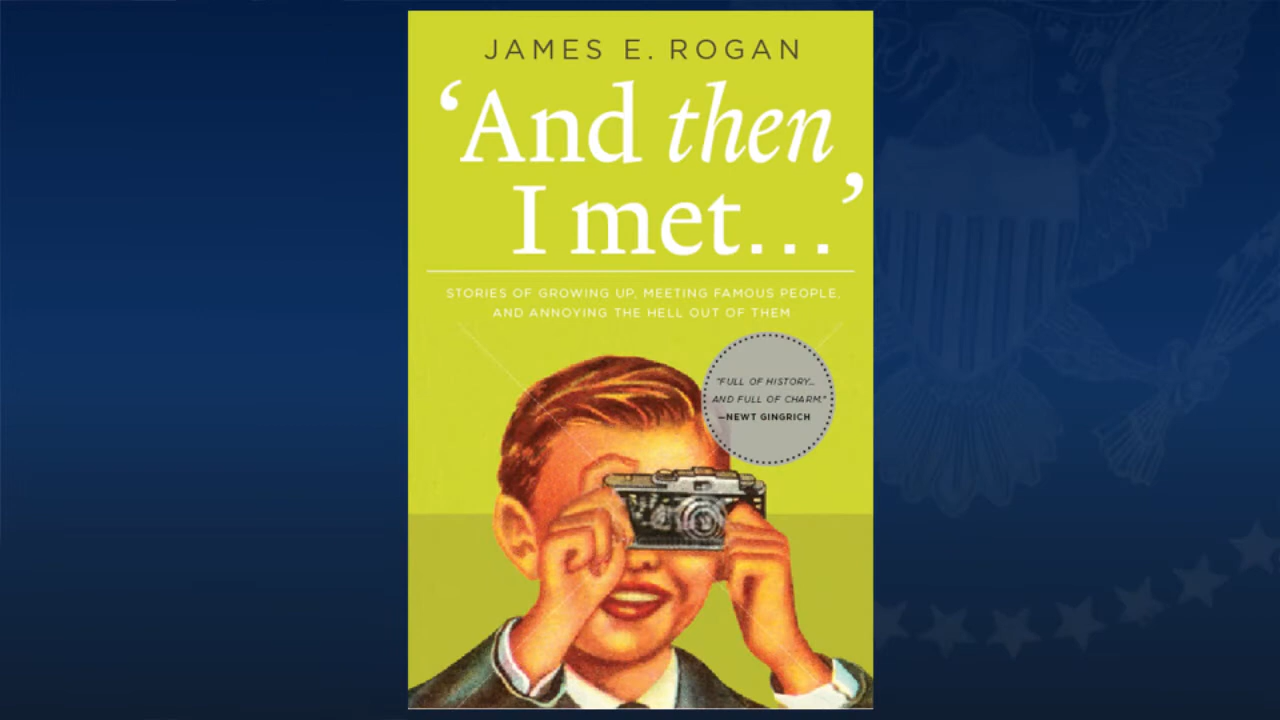 JAMES E. ROGAN
‘And then
I met...’
STORIES OF GROWING UP, MEETING FAMOUS PEOPLE,
AND ANNOYING THE HELL OUT OF THEM
“FULL OF HISTORY...
AND FULL OF CHARM.”
—NEWT GINGRICH